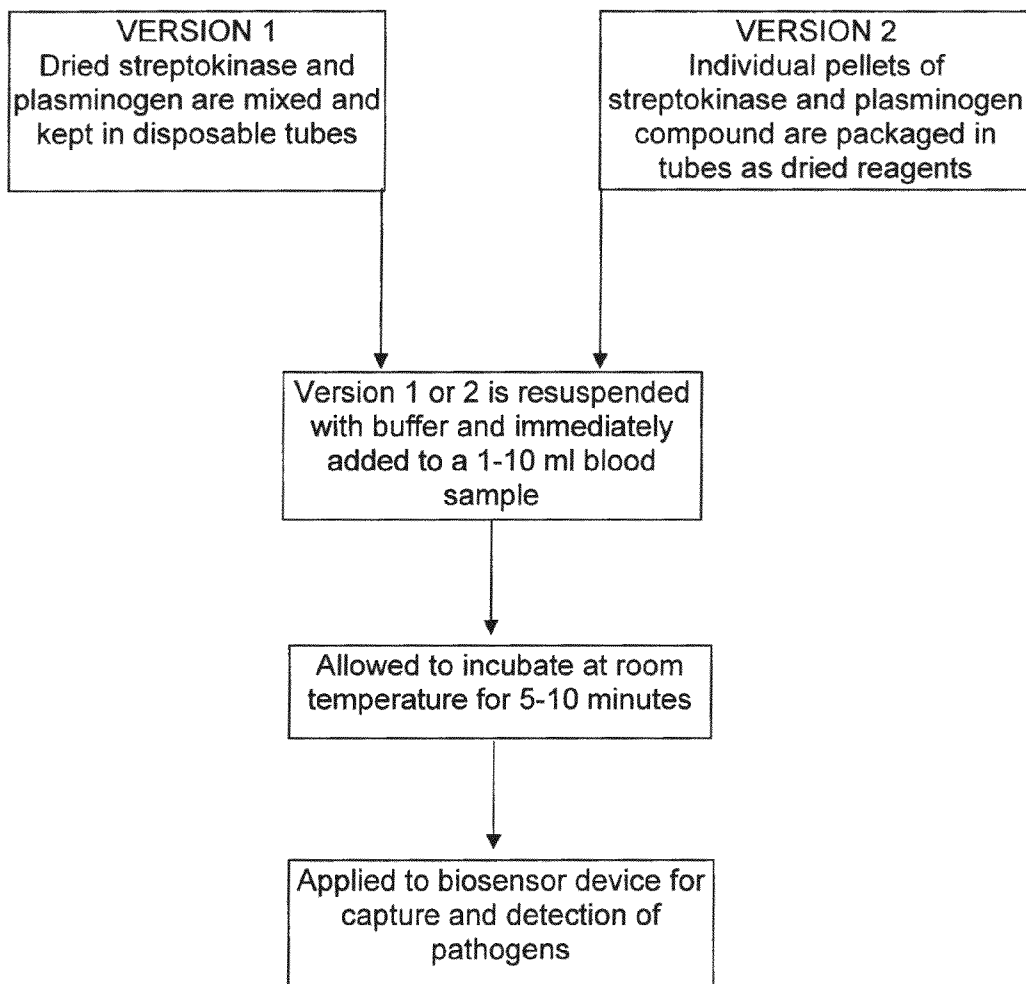 VERSION 1
Dried streptokinase and
plasminogen are mixed and
kept in disposable tubes
VERSION 2
Individual pellets of
streptokinase and plasminogen
compound are packaged in
tubes as dried reagents
Version 1 or 2 is resuspended
with buffer and immediately
added to a 1-10 ml blood
sample
Allowed to incubate at room
temperature for 5-10 minutes
Applied to biosensor device for
capture and detection of
pathogens